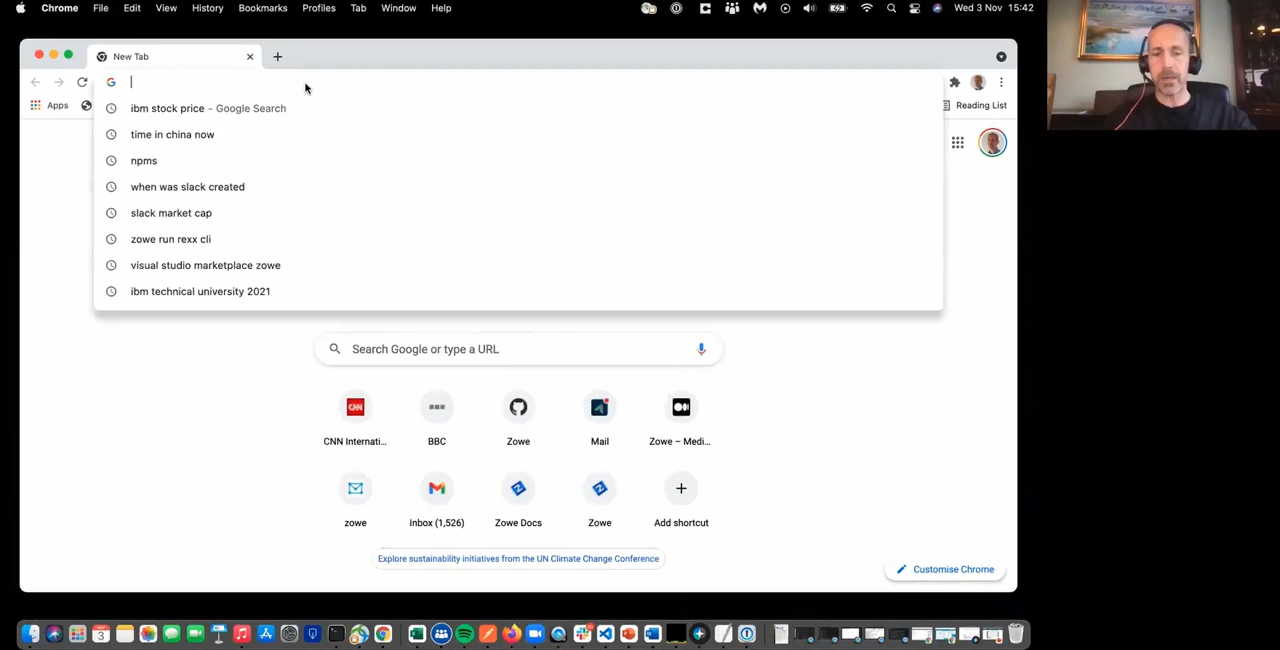 Chrome File Edit View History Bookmarks Profiles Tab Window Help Wed 3 Nov 15:42
New Tab
Apps Reading List
ibm stock price - Google Search
time in china now
npms
when was slack created
slack market cap
zowe run rexx cli
visual studio marketplace zowe
ibm technical university 2021
Search Google or type a URL
CNN
CNN Internati... BBC Zowe Mail Zowe – Medi...
zowe Inbox (1,526) Zowe Docs Zowe Add shortcut
Explore sustainability initiatives from the UN Climate Change Conference
Customise Chrome